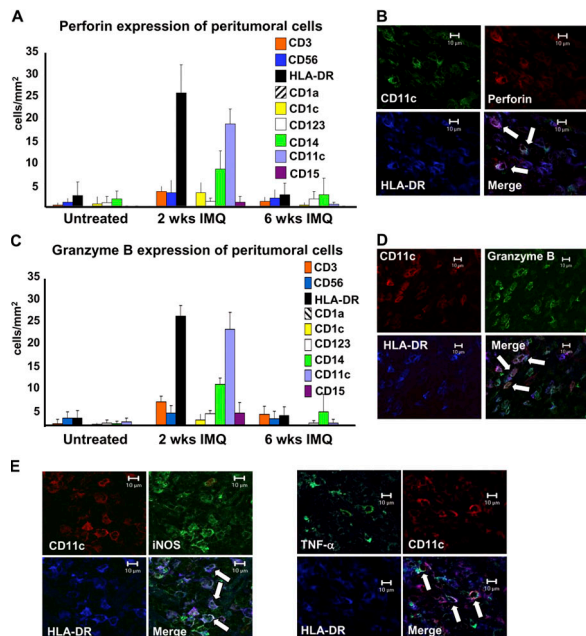 A
Perforin expression of peritumoral cells
cells/mm²
35
25
20
15
10
5
CD3
CD56
HLA-DR
CD1a
CD1c
CD123
CD14
CD11c
CD15
Untreated 2 wks IMQ 6 wks IMQ
B
10 µm
10 µm
CD11c
Perforin
10 µm
10 µm
HLA-DR
Merge
C
Granzyme B expression of peritumoral cells
cells/mm²
35
25
20
15
10
5
CD3
CD56
HLA-DR
CD1a
CD1c
CD123
CD14
CD11c
CD15
Untreated 2 wks IMQ 6 wks IMQ
D
CD11c
Granzyme B
10 µm
10 µm
HLA-DR
Merge
10 µm
10 µm
E
10 µm
10 µm
CD11c
iNOS
10 µm
10 µm
HLA-DR
Merge
10 µm
10 µm
TNF-α
CD11c
10 µm
10 µm
HLA-DR
Merge